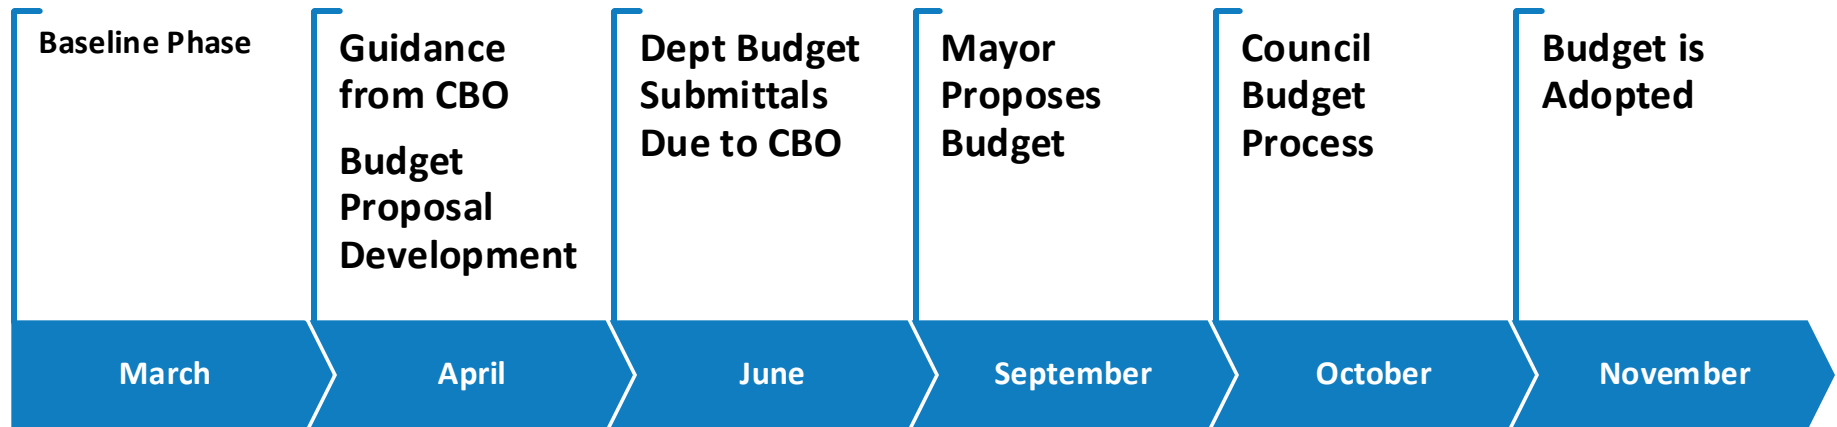 Baseline Phase
Guidance
from CBO
Budget
Proposal
Development
Dept Budget
Submittals
Due to CBO
Mayor
Proposes
Budget
Council
Budget
Process
Budget is
Adopted
March
April
June
September
October
November